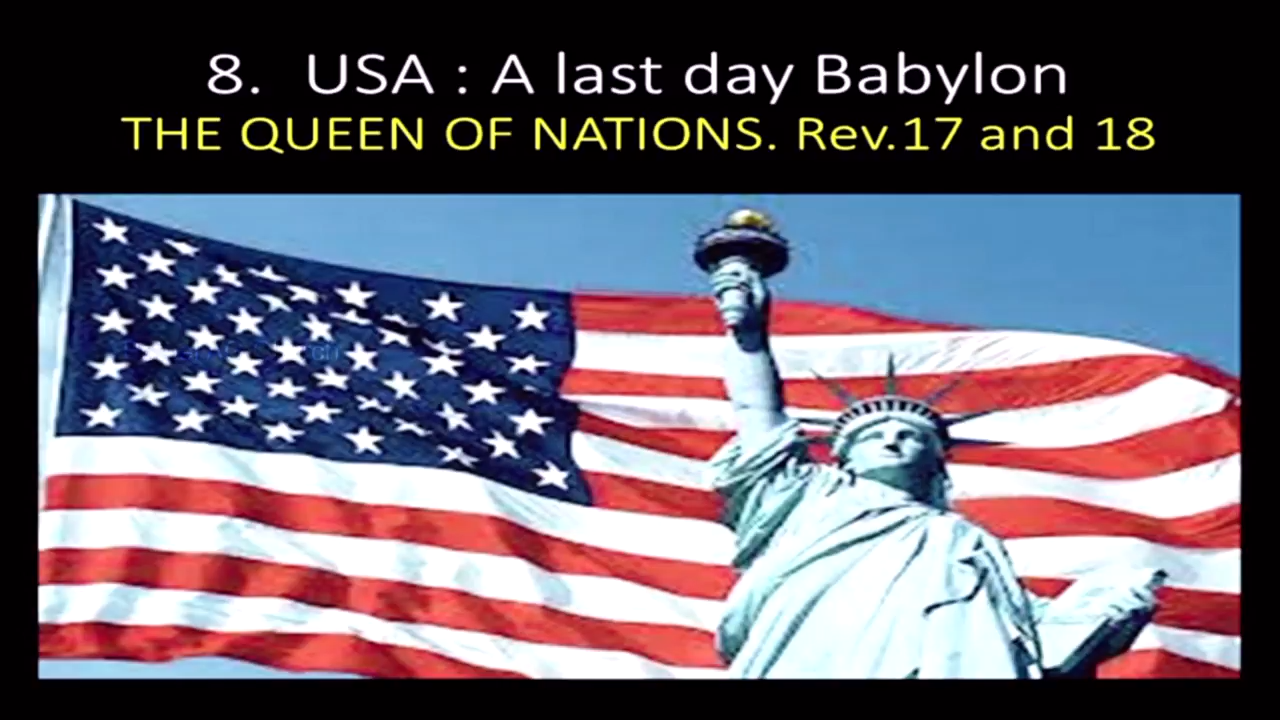 8. USA : A last day Babylon
THE QUEEN OF NATIONS. Rev.17 and 18